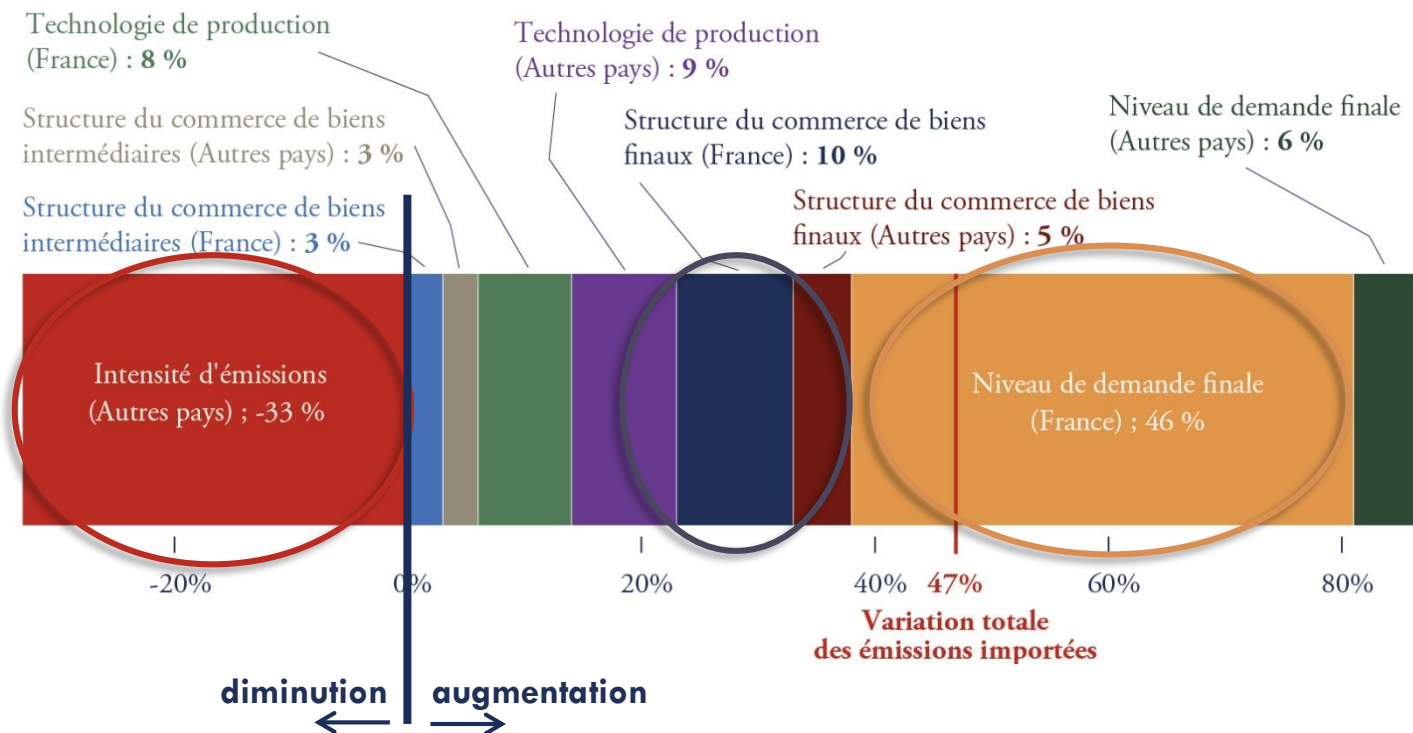 Technologie de production
(France) : 8 %
Technologie de production
(Autres pays) : 9 %
Structure du commerce de biens
intermédiaires (Autres pays) : 3 %
Structure du commerce de biens
finaux (France) : 10 %
Niveau de demande finale
(Autres pays) : 6 %
Structure du commerce de biens
intermédiaires (France) : 3 %
Structure du commerce de biens
finaux (Autres pays) : 5 %
Intensité d'émissions
(Autres pays) ; -33 %
Niveau de demande finale
(France) ; 46 %
-20% 0% 20% 40% 47% 60% 80%
Variation totale
des émissions importées
diminution augmentation